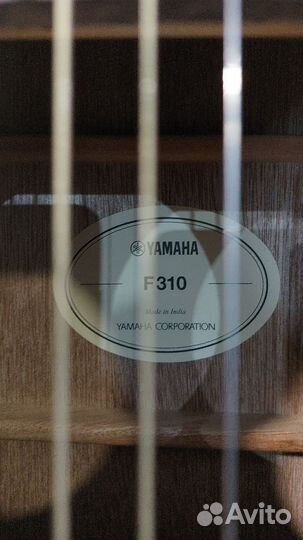 YAMAHA
F310
Made in India
YAMAHA CORPORATION
Avito